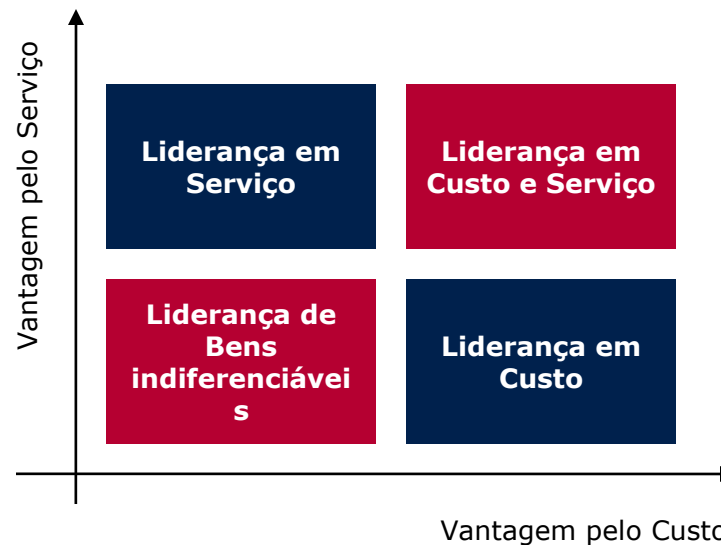 Vantagem pelo Serviço
Liderança em
Serviço
Liderança em
Custo e Serviço
Liderança de
Bens
indiferenciávei
s
Liderança em
Custo
Vantagem pelo Custo